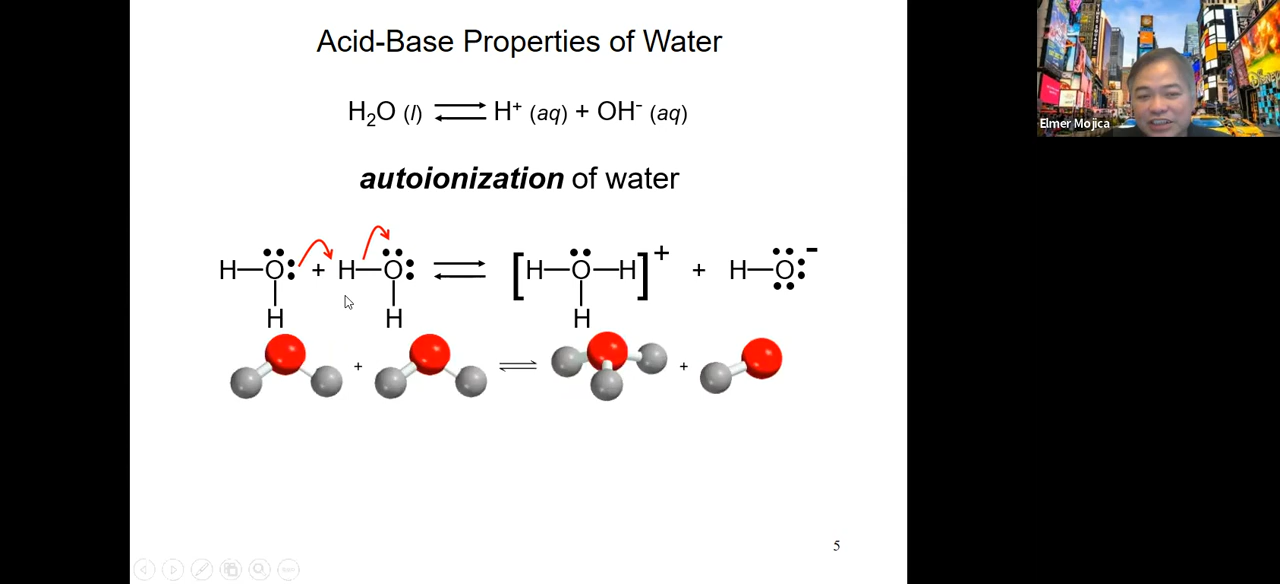 Acid-Base Properties of Water
H₂O (l) ⇌ H⁺ (aq) + OH⁻ (aq)
autoionization of water
H—O: + H—O: ⇌ [H—O—H]⁺ + H—O:⁻
H H H
+ + ⇌ +
5
Elmer Mojica